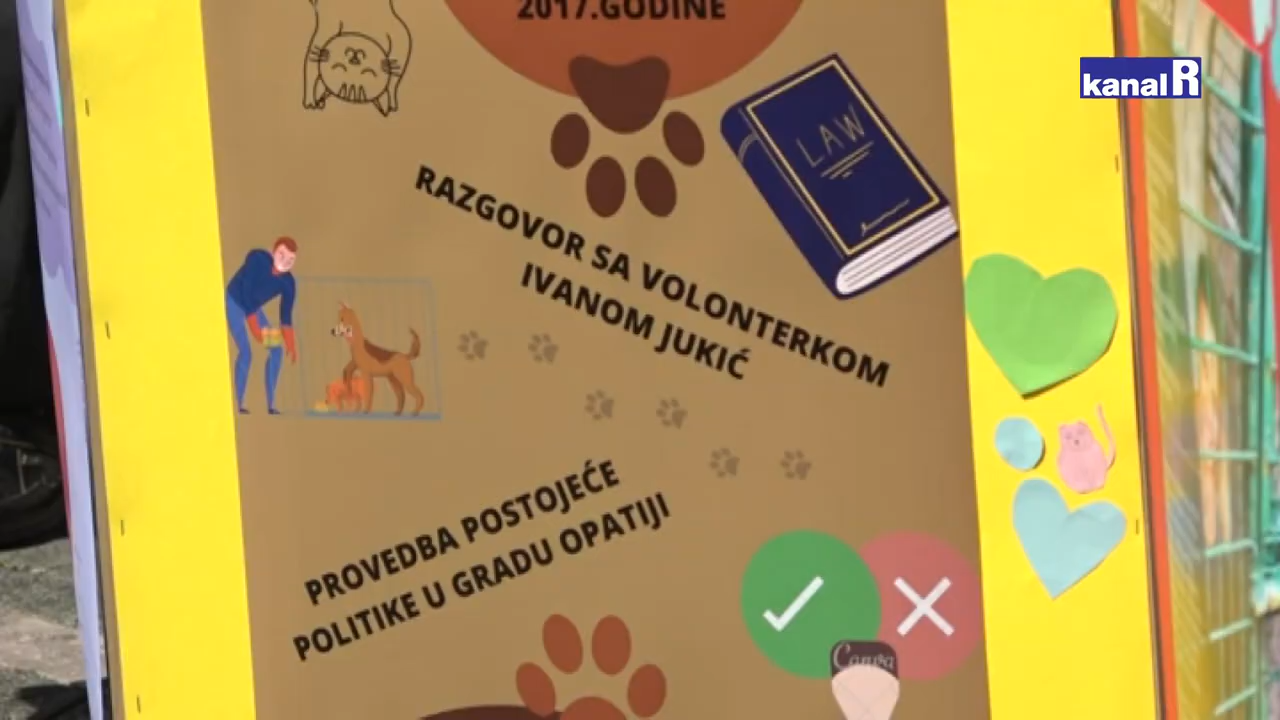 2017.GODINE
kanal R
LAW
RAZGOVOR SA VOLONTERKOM
IVANOM JUKIĆ
PROVEDBA POSTOJEĆE
POLITIKE U GRADU OPATIJI
Canva